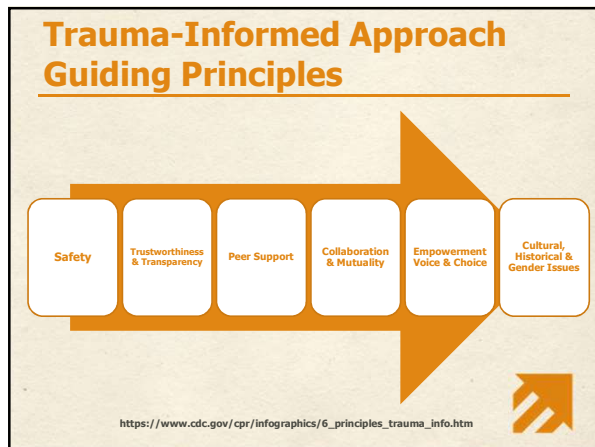 Trauma-Informed Approach
Guiding Principles
Safety
Trustworthiness
& Transparency
Peer Support
Collaboration
& Mutuality
Empowerment
Voice & Choice
Cultural,
Historical &
Gender Issues
https://www.cdc.gov/cpr/infographics/6_principles_trauma_info.htm